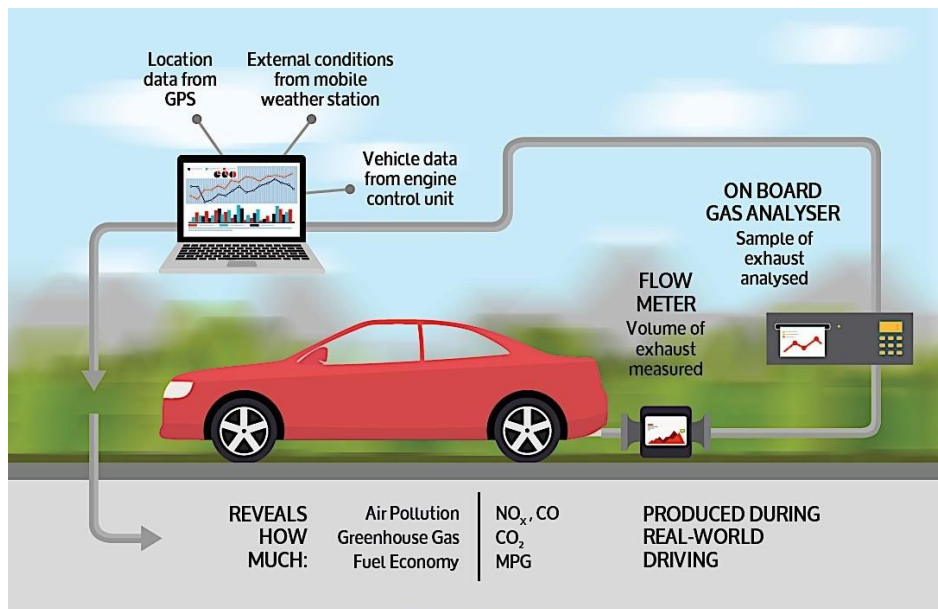 Location
data from
GPS
External conditions
from mobile
weather station
Vehicle data
from engine
control unit
ON BOARD
GAS ANALYSER
Sample of
exhaust
analysed
FLOW
METER
Volume of
exhaust
measured
REVEALS
HOW
MUCH:
Air Pollution
Greenhouse Gas
Fuel Economy
NOₓ, CO
CO₂
MPG
PRODUCED DURING
REAL-WORLD
DRIVING